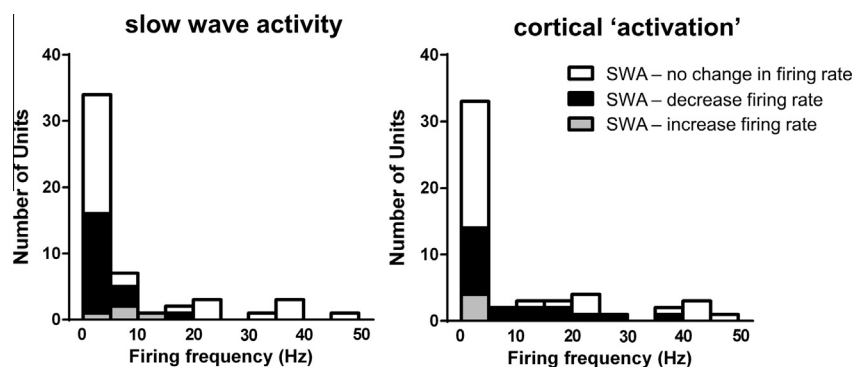 slow wave activity
40
30
20
10
0
Number of Units
0 10 20 30 40 50
Firing frequency (Hz)
cortical ‘activation’
SWA – no change in firing rate
SWA – decrease firing rate
SWA – increase firing rate
40
30
20
10
0
Number of Units
0 10 20 30 40 50
Firing frequency (Hz)